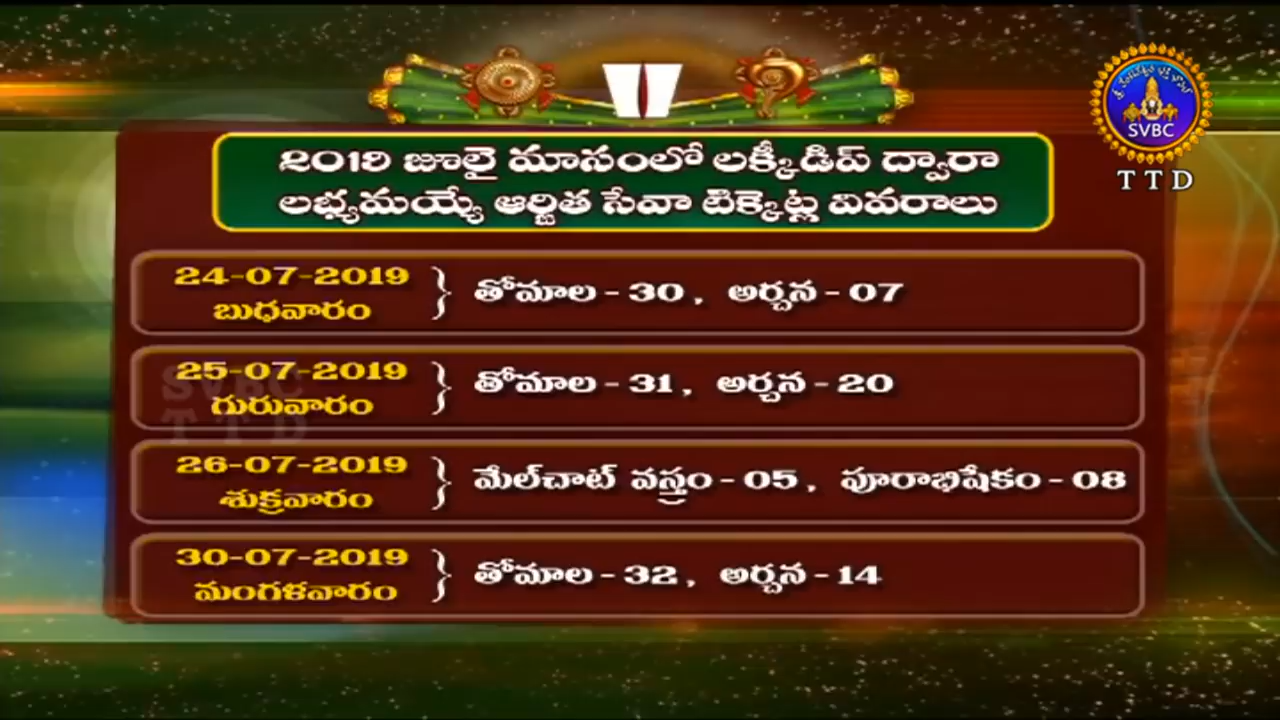 2019 జూలై మాసంలో లక్కీడిప్ ద్వారా
లభ్యమయ్యే ఆర్జిత సేవా టిక్కెట్ల వివరాలు
SVBC
TTD
24-07-2019
బుధవారం
తోమాల - 30, అర్చన - 07
25-07-2019
గురువారం
తోమాల - 31, అర్చన - 20
26-07-2019
శుక్రవారం
మేల్‌చాట్ వస్త్రం - 05, పూరాభిషేకం - 08
30-07-2019
మంగళవారం
తోమాల - 32, అర్చన - 14
SVBC
TTD